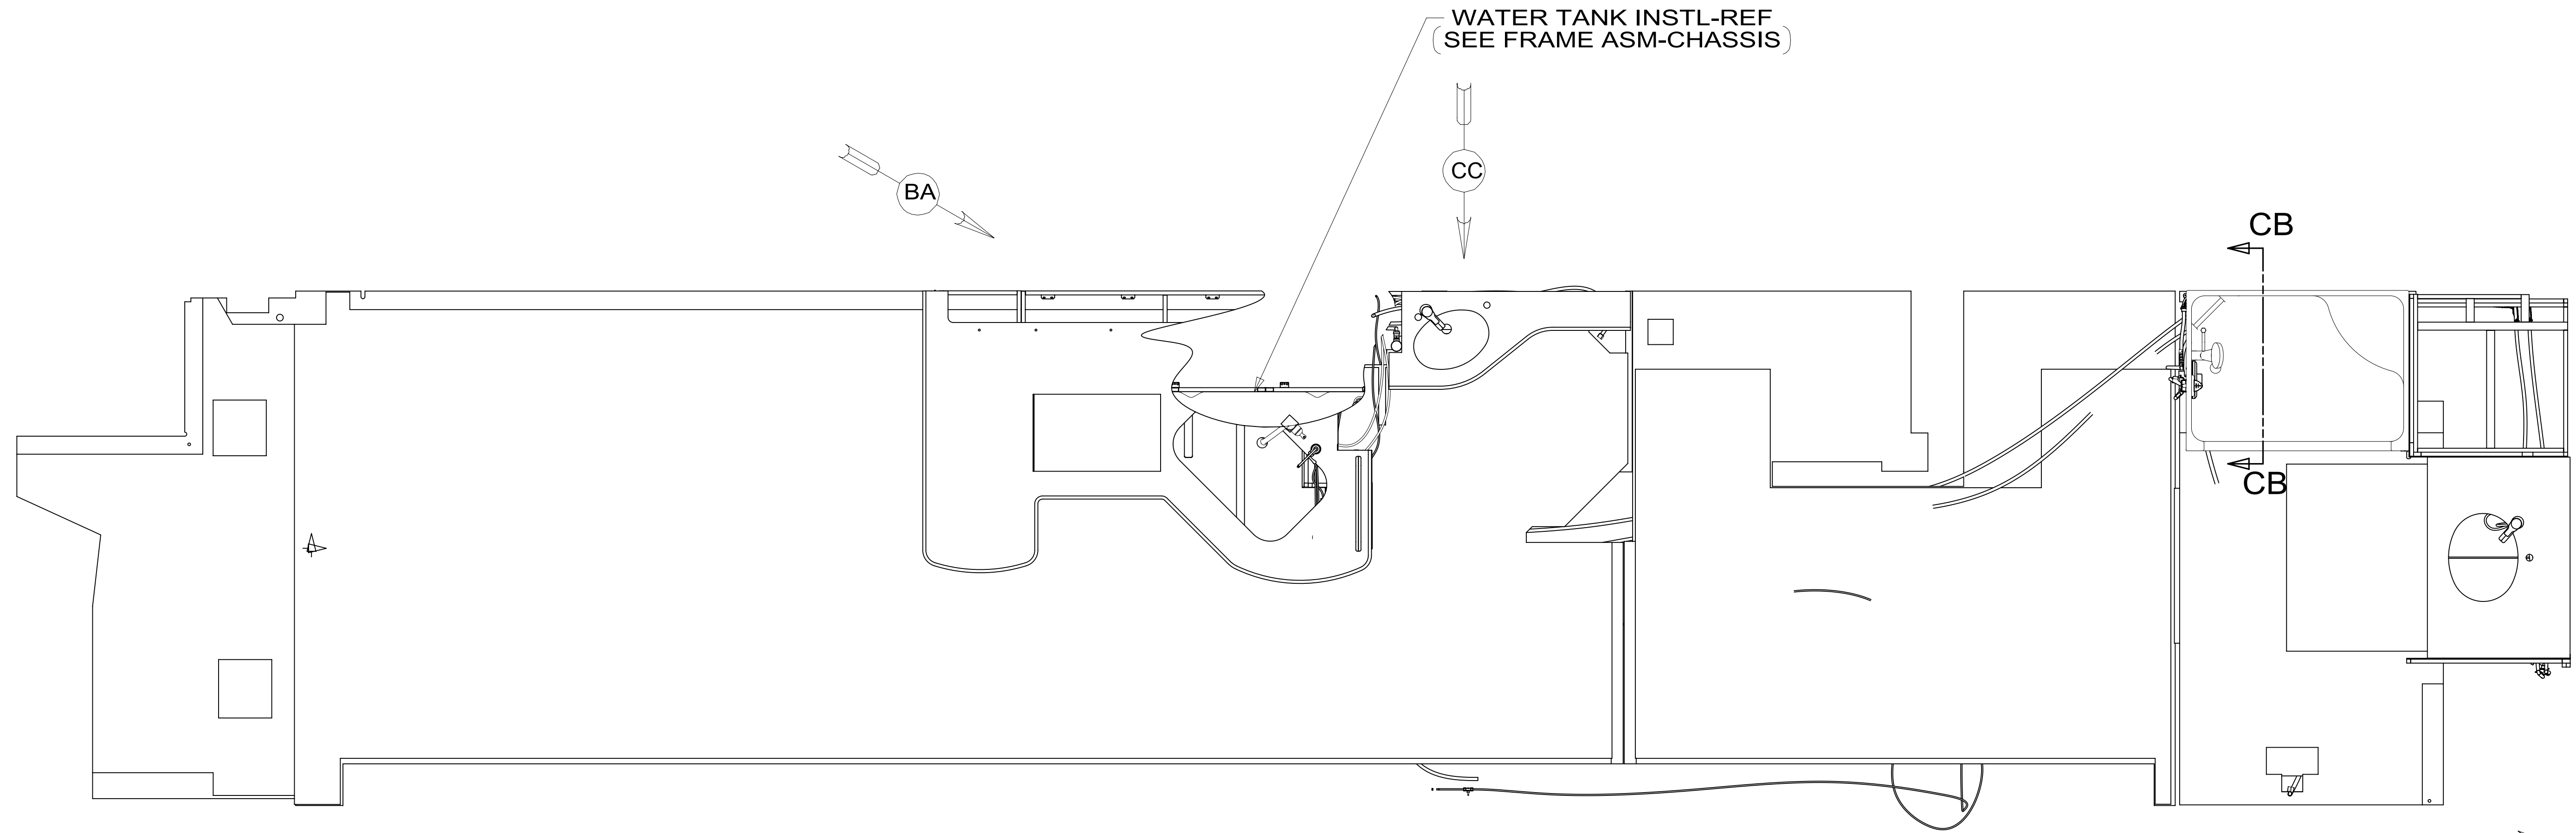 WATER TANK INSTL-REF
(SEE FRAME ASM-CHASSIS)
CC
BA
CB
CB